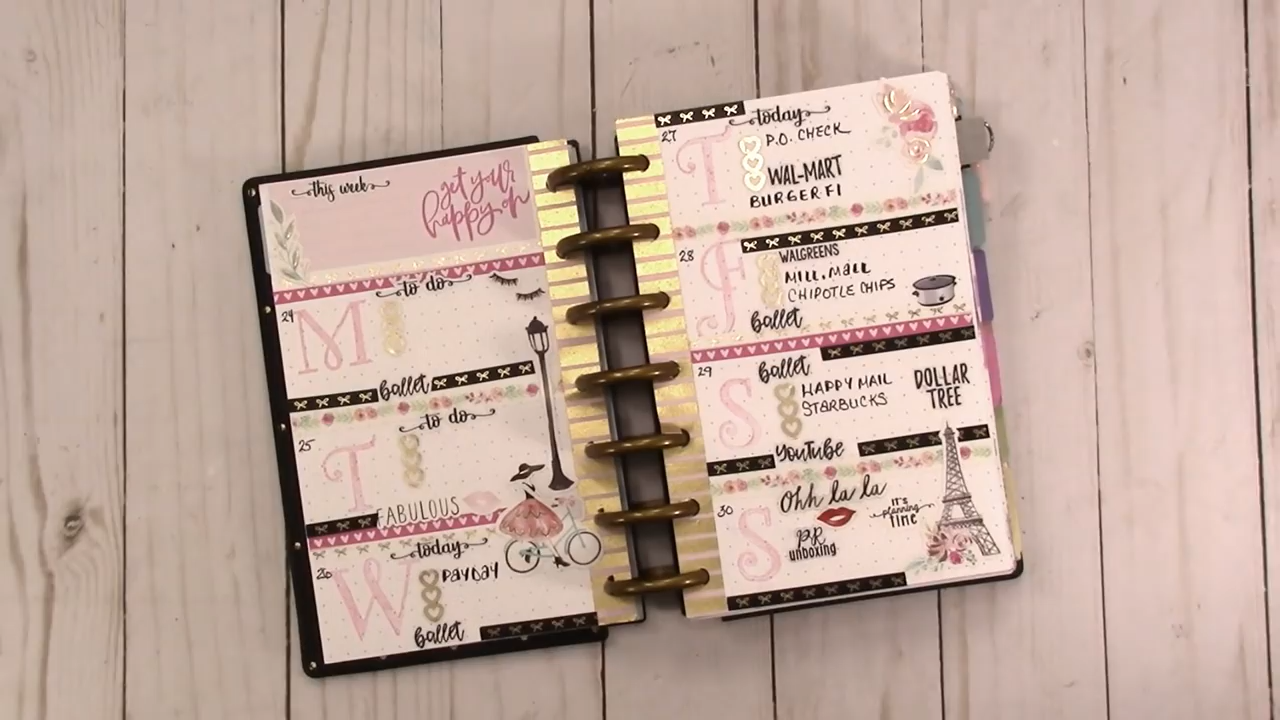 this week
get your
happy on
24
M
to do
ballet
25
T
to do
FABULOUS
26
W
today
PAYDAY
ballet
27
T
today
P.O. CHECK
WAL-MART
BURGERFI
28
F
WALGREENS
MILL. MALL
CHIPOTLE CHIPS
ballet
29
S
ballet
HAPPY MAIL
STARBUCKS
DOLLAR
TREE
YouTube
30
S
Ohh la la
IT'S
planning
TIME
PR
unboxing